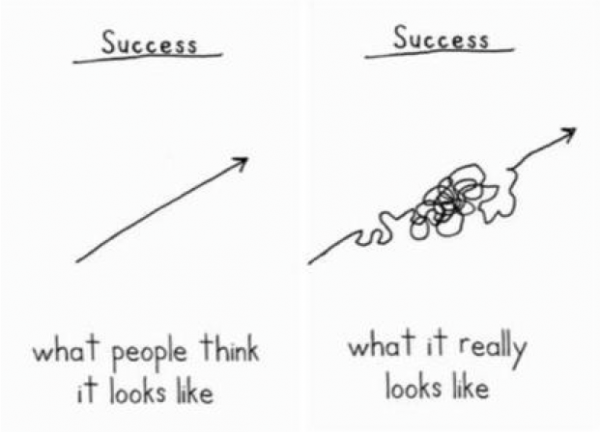 Success
what people think
it looks like
Success
what it really
looks like